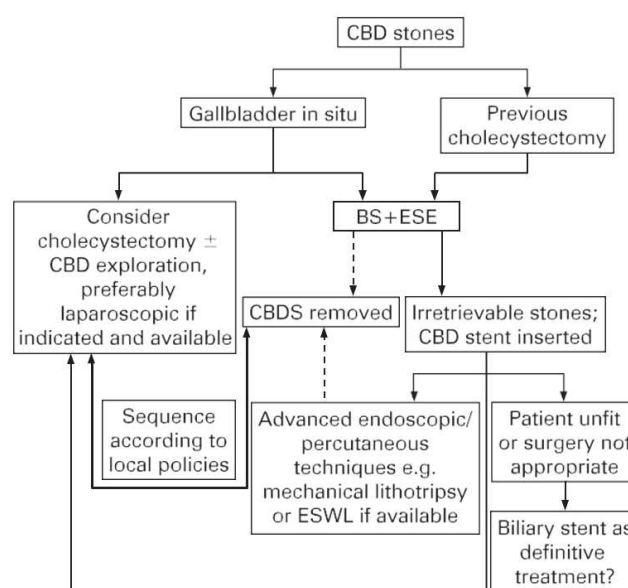 CBD stones
Gallbladder in situ
Previous
cholecystectomy
Consider
cholecystectomy ±
CBD exploration,
preferably
laparoscopic if
indicated and available
BS+ESE
CBDS removed
Irretrievable stones;
CBD stent inserted
Sequence
according to
local policies
Advanced endoscopic/
percutaneous
techniques e.g.
mechanical lithotripsy
or ESWL if available
Patient unfit
or surgery not
appropriate
Biliary stent as
definitive
treatment?